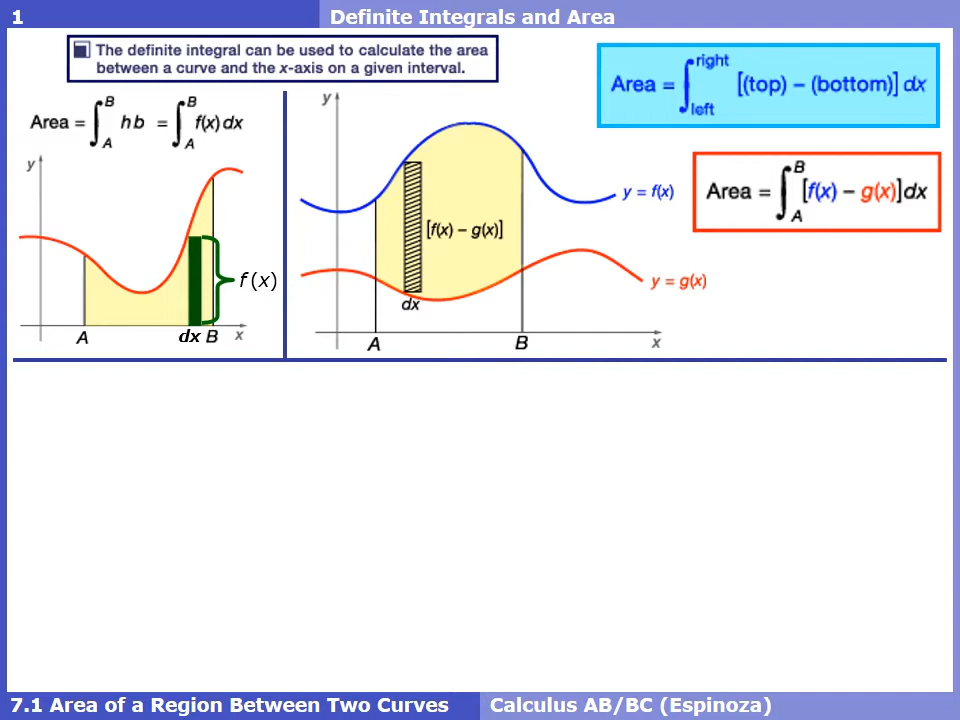 1
Definite Integrals and Area
The definite integral can be used to calculate the area
between a curve and the x-axis on a given interval.
Area = ∫_A^B h b = ∫_A^B f(x) dx
y
f (x)
A
dx
B
x
y
y = f(x)
[f(x) – g(x)]
y = g(x)
dx
A
B
x
Area = ∫_left^right [(top) – (bottom)] dx
Area = ∫_A^B [f(x) – g(x)]dx
7.1 Area of a Region Between Two Curves
Calculus AB/BC (Espinoza)